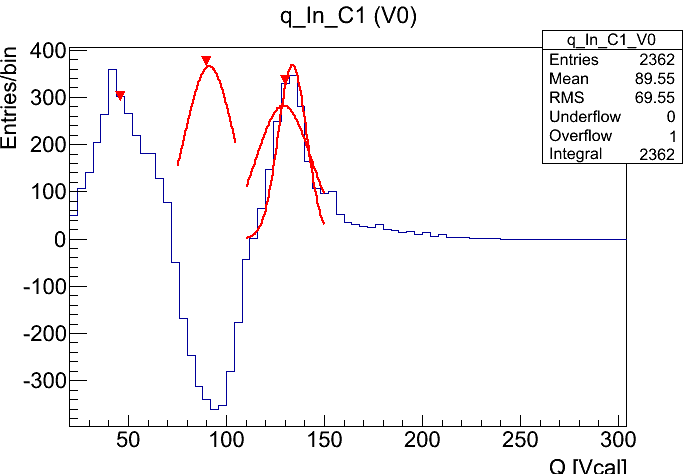 q_In_C1 (V0)
q_In_C1_V0
Entries 2362
Mean 89.55
RMS 69.55
Underflow 0
Overflow 1
Integral 2362
Entries/bin
400
300
200
100
0
-100
-200
-300
50 100 150 200 250 300
Q [Vcal]